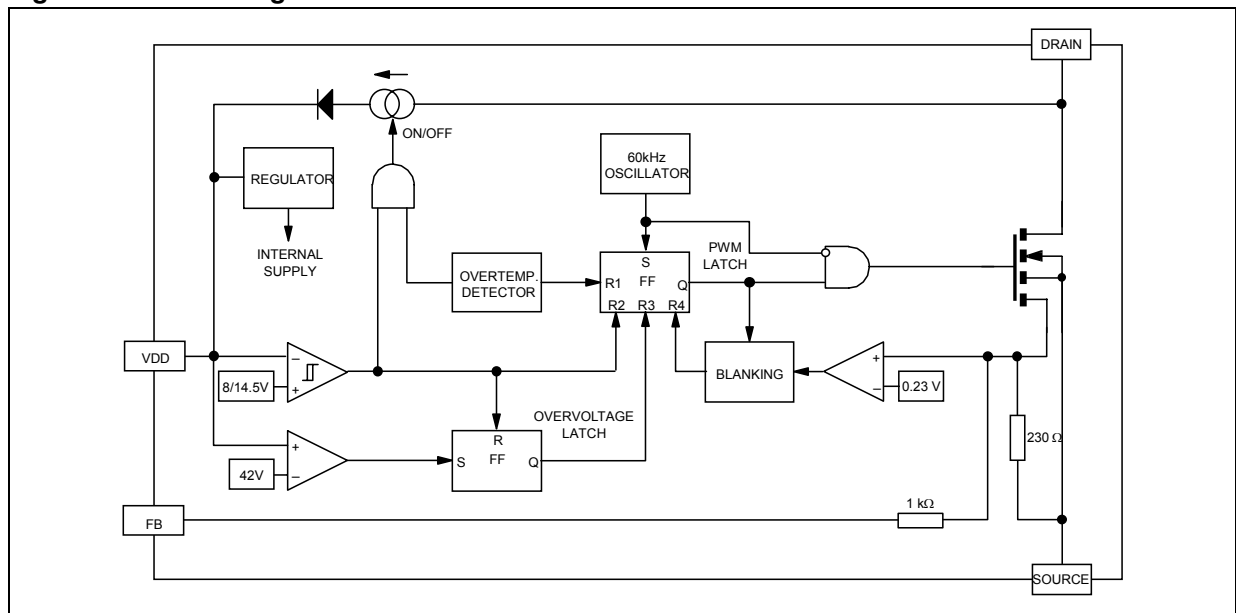 DRAIN
ON/OFF
REGULATOR
60kHz
OSCILLATOR
INTERNAL
SUPPLY
PWM
LATCH
OVERTEMP.
DETECTOR
S
R1 FF Q
R2 R3 R4
VDD
–
+
8/14.5V
BLANKING
+
–
0.23 V
OVERVOLTAGE
LATCH
230 Ω
+
–
42V
R
S FF Q
1 kΩ
FB
SOURCE